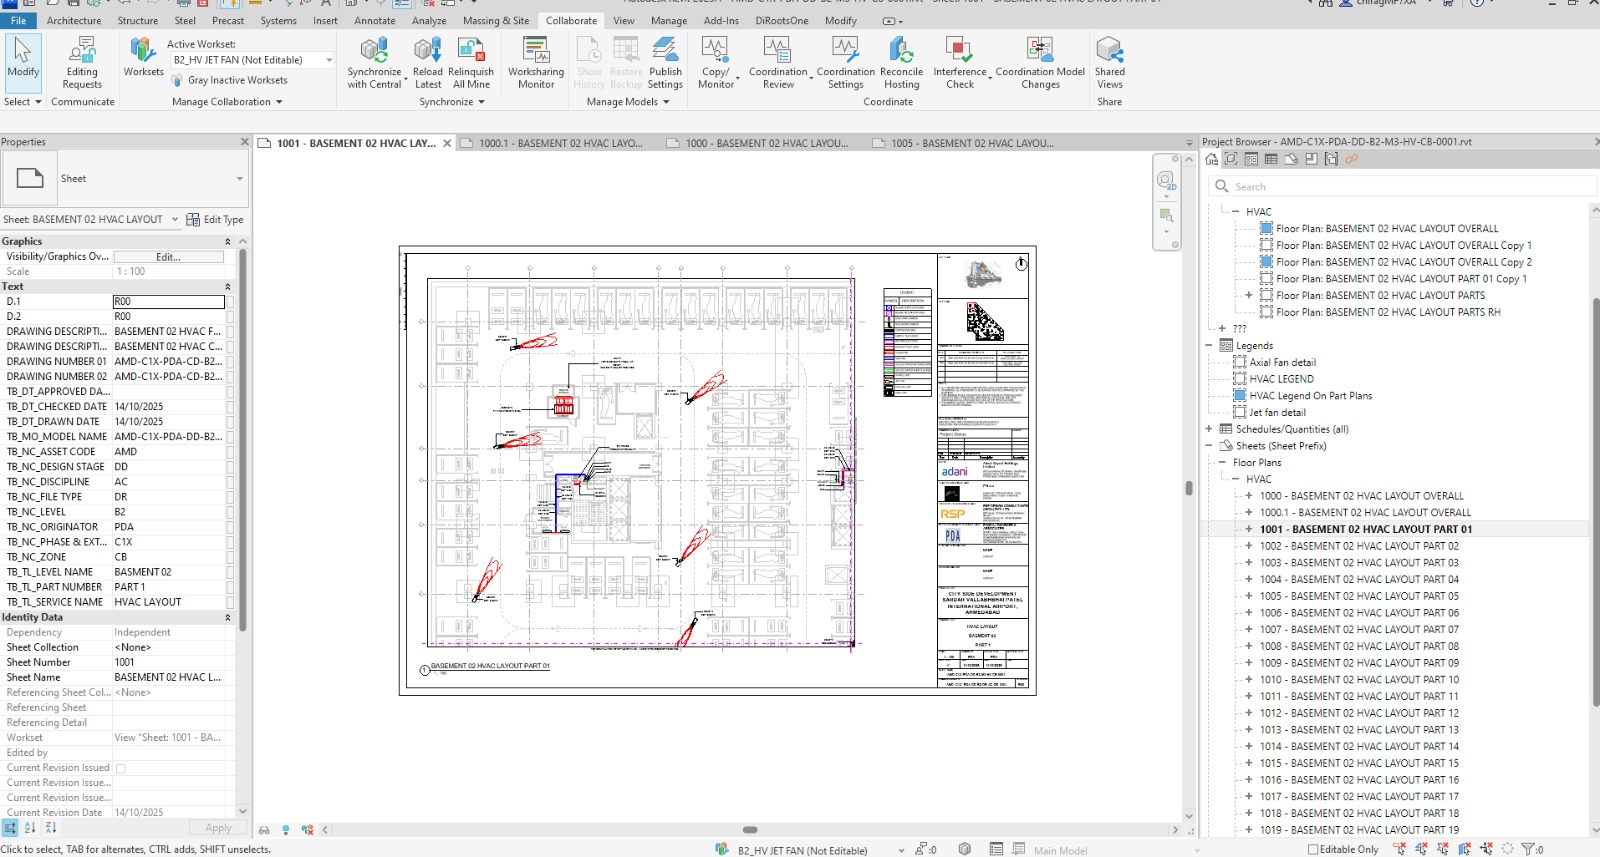 File Architecture Structure Steel Precast Systems Insert Annotate Analyze Massing & Site Collaborate View Manage Add-Ins DiRootsOne Modify
Modify
Select
Editing Requests
Communicate
Worksets
Active Workset:
B2_HV JET FAN (Not Editable)
Gray Inactive Worksets
Manage Collaboration
Synchronize with Central
Reload Latest
Relinquish All Mine
Synchronize
Worksharing Monitor
Show History
Restore Backup
Publish Settings
Manage Models
Copy/ Monitor
Coordination Review
Coordination Settings
Reconcile Hosting
Interference Check
Coordination Model Changes
Coordinate
Shared Views
Share
Properties
Sheet
Sheet: BASEMENT 02 HVAC LAYOUT
Edit Type
Graphics
Visibility/Graphics Ov... Edit...
Scale 1 : 100
Text
D.1 R00
D.2 R00
DRAWING DESCRIPTI... BASEMENT 02 HVAC F...
DRAWING DESCRIPTI... BASEMENT 02 HVAC C...
DRAWING NUMBER 01 AMD-C1X-PDA-CD-B2...
DRAWING NUMBER 02 AMD-C1X-PDA-CD-B2...
TB_DT_APPROVED DA...
TB_DT_CHECKED DATE 14/10/2025
TB_DT_DRAWN DATE 14/10/2025
TB_MO_MODEL NAME AMD-C1X-PDA-DD-B2...
TB_NC_ASSET CODE AMD
TB_NC_DESIGN STAGE DD
TB_NC_DISCIPLINE AC
TB_NC_FILE TYPE DR
TB_NC_LEVEL B2
TB_NC_ORIGINATOR PDA
TB_NC_PHASE & EXT... C1X
TB_NC_ZONE CB
TB_TL_LEVEL NAME BASMENT 02
TB_TL_PART NUMBER PART 1
TB_TL_SERVICE NAME HVAC LAYOUT
Identity Data
Dependency Independent
Sheet Collection <None>
Sheet Number 1001
Sheet Name BASEMENT 02 HVAC L...
Referencing Sheet Col... <None>
Referencing Sheet
Referencing Detail
Workset View "Sheet: 1001 - BA...
Edited by
Current Revision Issued
Current Revision Issue...
Current Revision Issue...
Current Revision Date 14/10/2025
Apply
1001 - BASEMENT 02 HVAC LAY...
1000.1 - BASEMENT 02 HVAC LAYO...
1000 - BASEMENT 02 HVAC LAYOU...
1005 - BASEMENT 02 HVAC LAYOU...
2D
adani
RSP
PDA
CITY SIDE DEVELOPMENT
SARDAR VALLABHBHAI PATEL
INTERNATIONAL AIRPORT,
AHMEDABAD
HVAC LAYOUT
BASMENT 02
PART 1
1
BASEMENT 02 HVAC LAYOUT PART 01
1 : 100
Project Browser - AMD-C1X-PDA-DD-B2-M3-HV-CB-0001.rvt
Search
HVAC
Floor Plan: BASEMENT 02 HVAC LAYOUT OVERALL
Floor Plan: BASEMENT 02 HVAC LAYOUT OVERALL Copy 1
Floor Plan: BASEMENT 02 HVAC LAYOUT OVERALL Copy 2
Floor Plan: BASEMENT 02 HVAC LAYOUT PART 01 Copy 1
Floor Plan: BASEMENT 02 HVAC LAYOUT PARTS
Floor Plan: BASEMENT 02 HVAC LAYOUT PARTS RH
???
Legends
Axial Fan detail
HVAC LEGEND
HVAC Legend On Part Plans
Jet fan detail
Schedules/Quantities (all)
Sheets (Sheet Prefix)
Floor Plans
HVAC
1000 - BASEMENT 02 HVAC LAYOUT OVERALL
1000.1 - BASEMENT 02 HVAC LAYOUT OVERALL
1001 - BASEMENT 02 HVAC LAYOUT PART 01
1002 - BASEMENT 02 HVAC LAYOUT PART 02
1003 - BASEMENT 02 HVAC LAYOUT PART 03
1004 - BASEMENT 02 HVAC LAYOUT PART 04
1005 - BASEMENT 02 HVAC LAYOUT PART 05
1006 - BASEMENT 02 HVAC LAYOUT PART 06
1007 - BASEMENT 02 HVAC LAYOUT PART 07
1008 - BASEMENT 02 HVAC LAYOUT PART 08
1009 - BASEMENT 02 HVAC LAYOUT PART 09
1010 - BASEMENT 02 HVAC LAYOUT PART 10
1011 - BASEMENT 02 HVAC LAYOUT PART 11
1012 - BASEMENT 02 HVAC LAYOUT PART 12
1013 - BASEMENT 02 HVAC LAYOUT PART 13
1014 - BASEMENT 02 HVAC LAYOUT PART 14
1015 - BASEMENT 02 HVAC LAYOUT PART 15
1016 - BASEMENT 02 HVAC LAYOUT PART 16
1017 - BASEMENT 02 HVAC LAYOUT PART 17
1018 - BASEMENT 02 HVAC LAYOUT PART 18
1019 - BASEMENT 02 HVAC LAYOUT PART 19
Click to select, TAB for alternates, CTRL adds, SHIFT unselects.
B2_HV JET FAN (Not Editable)
:0
Main Model
Editable Only
:0